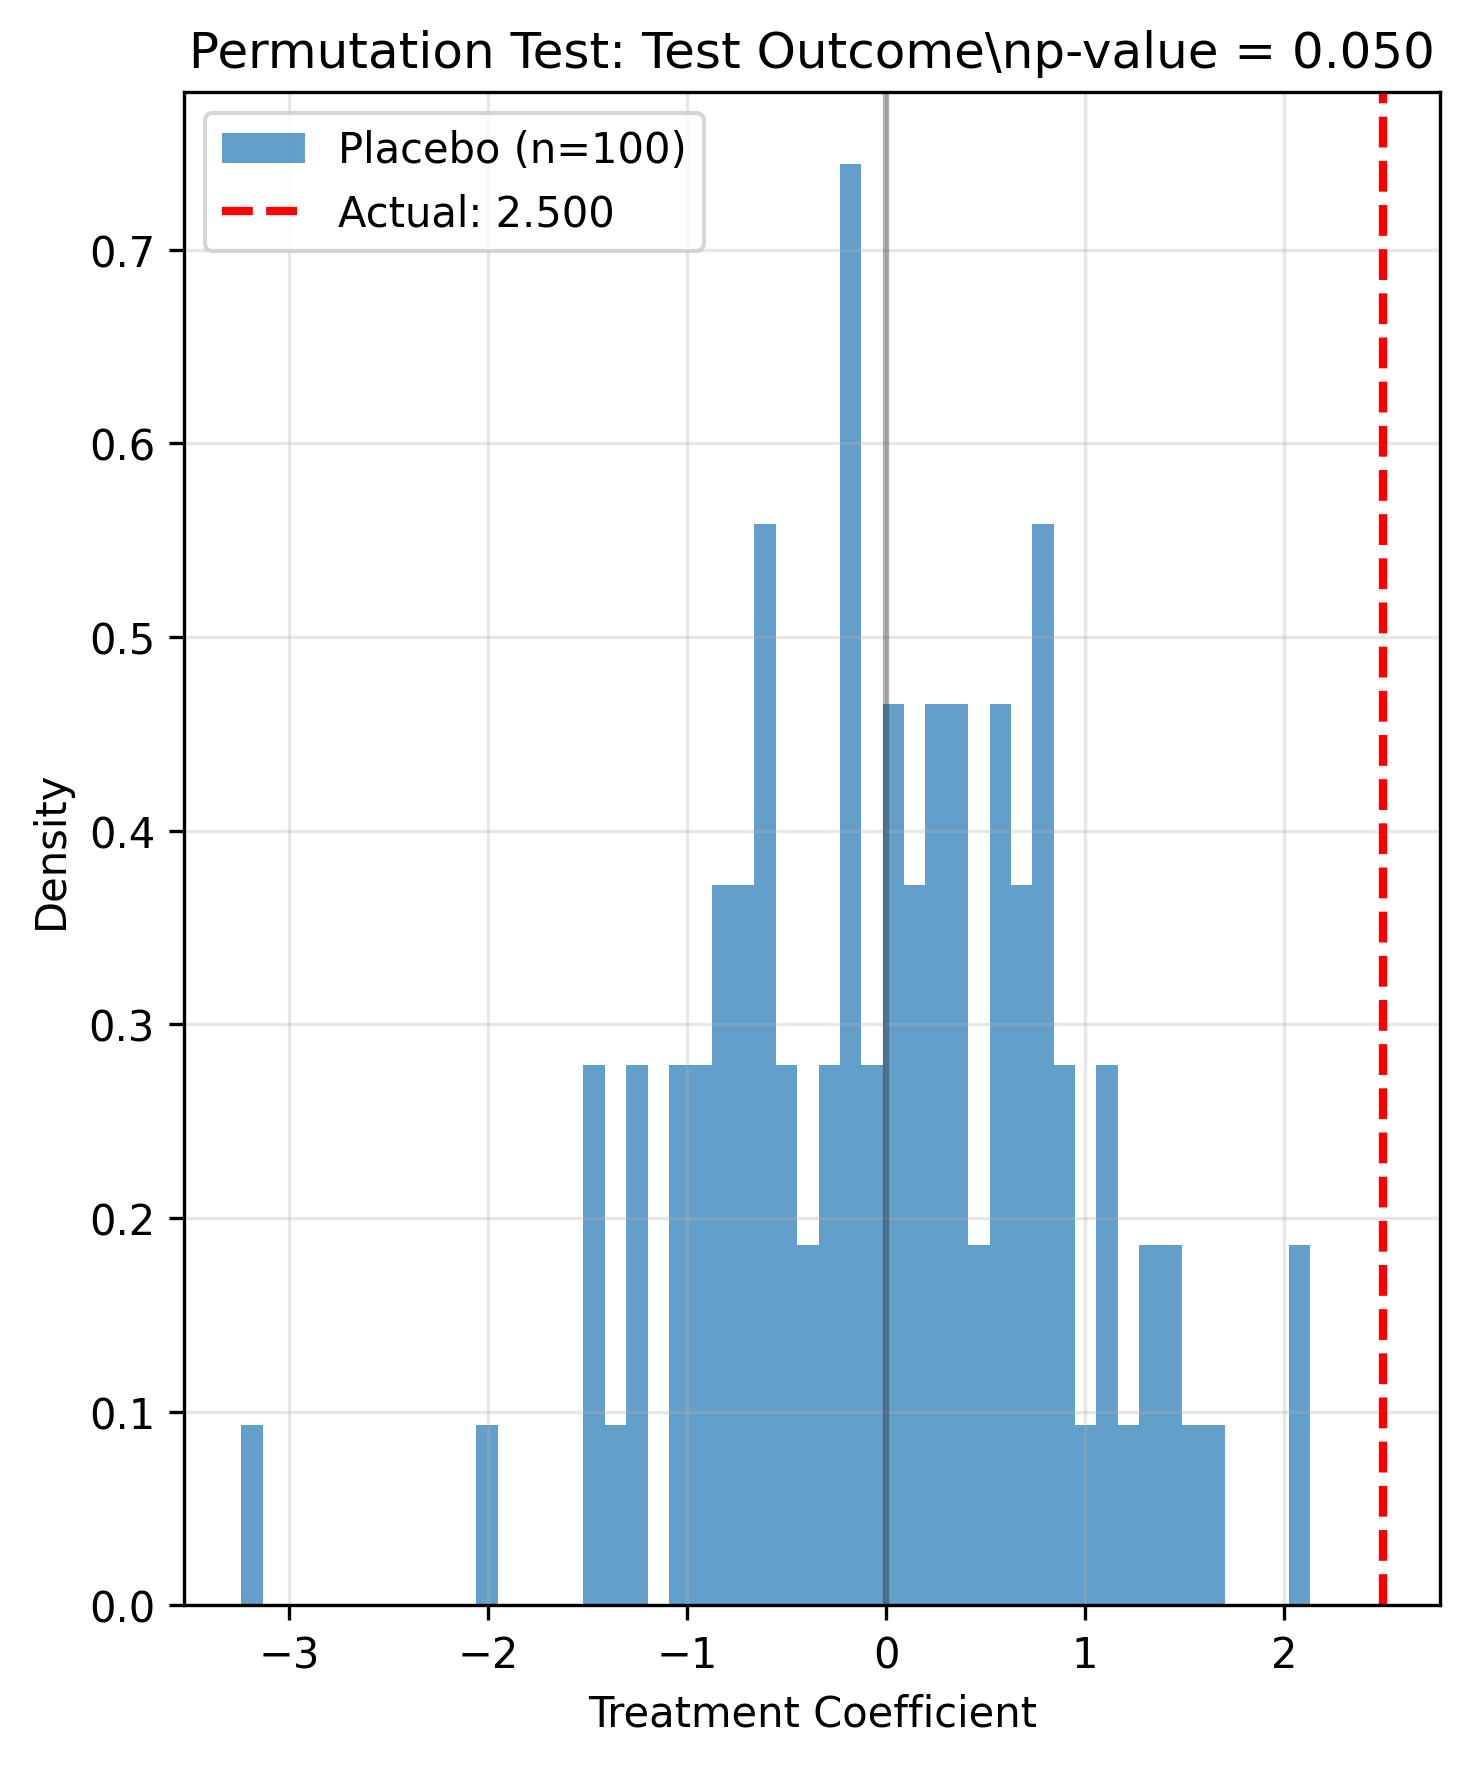 Permutation Test: Test Outcome\np-value = 0.050
Placebo (n=100)
Actual: 2.500
0.7
0.6
0.5
0.4
0.3
0.2
0.1
0.0
Density
−3
−2
−1
0
1
2
Treatment Coefficient